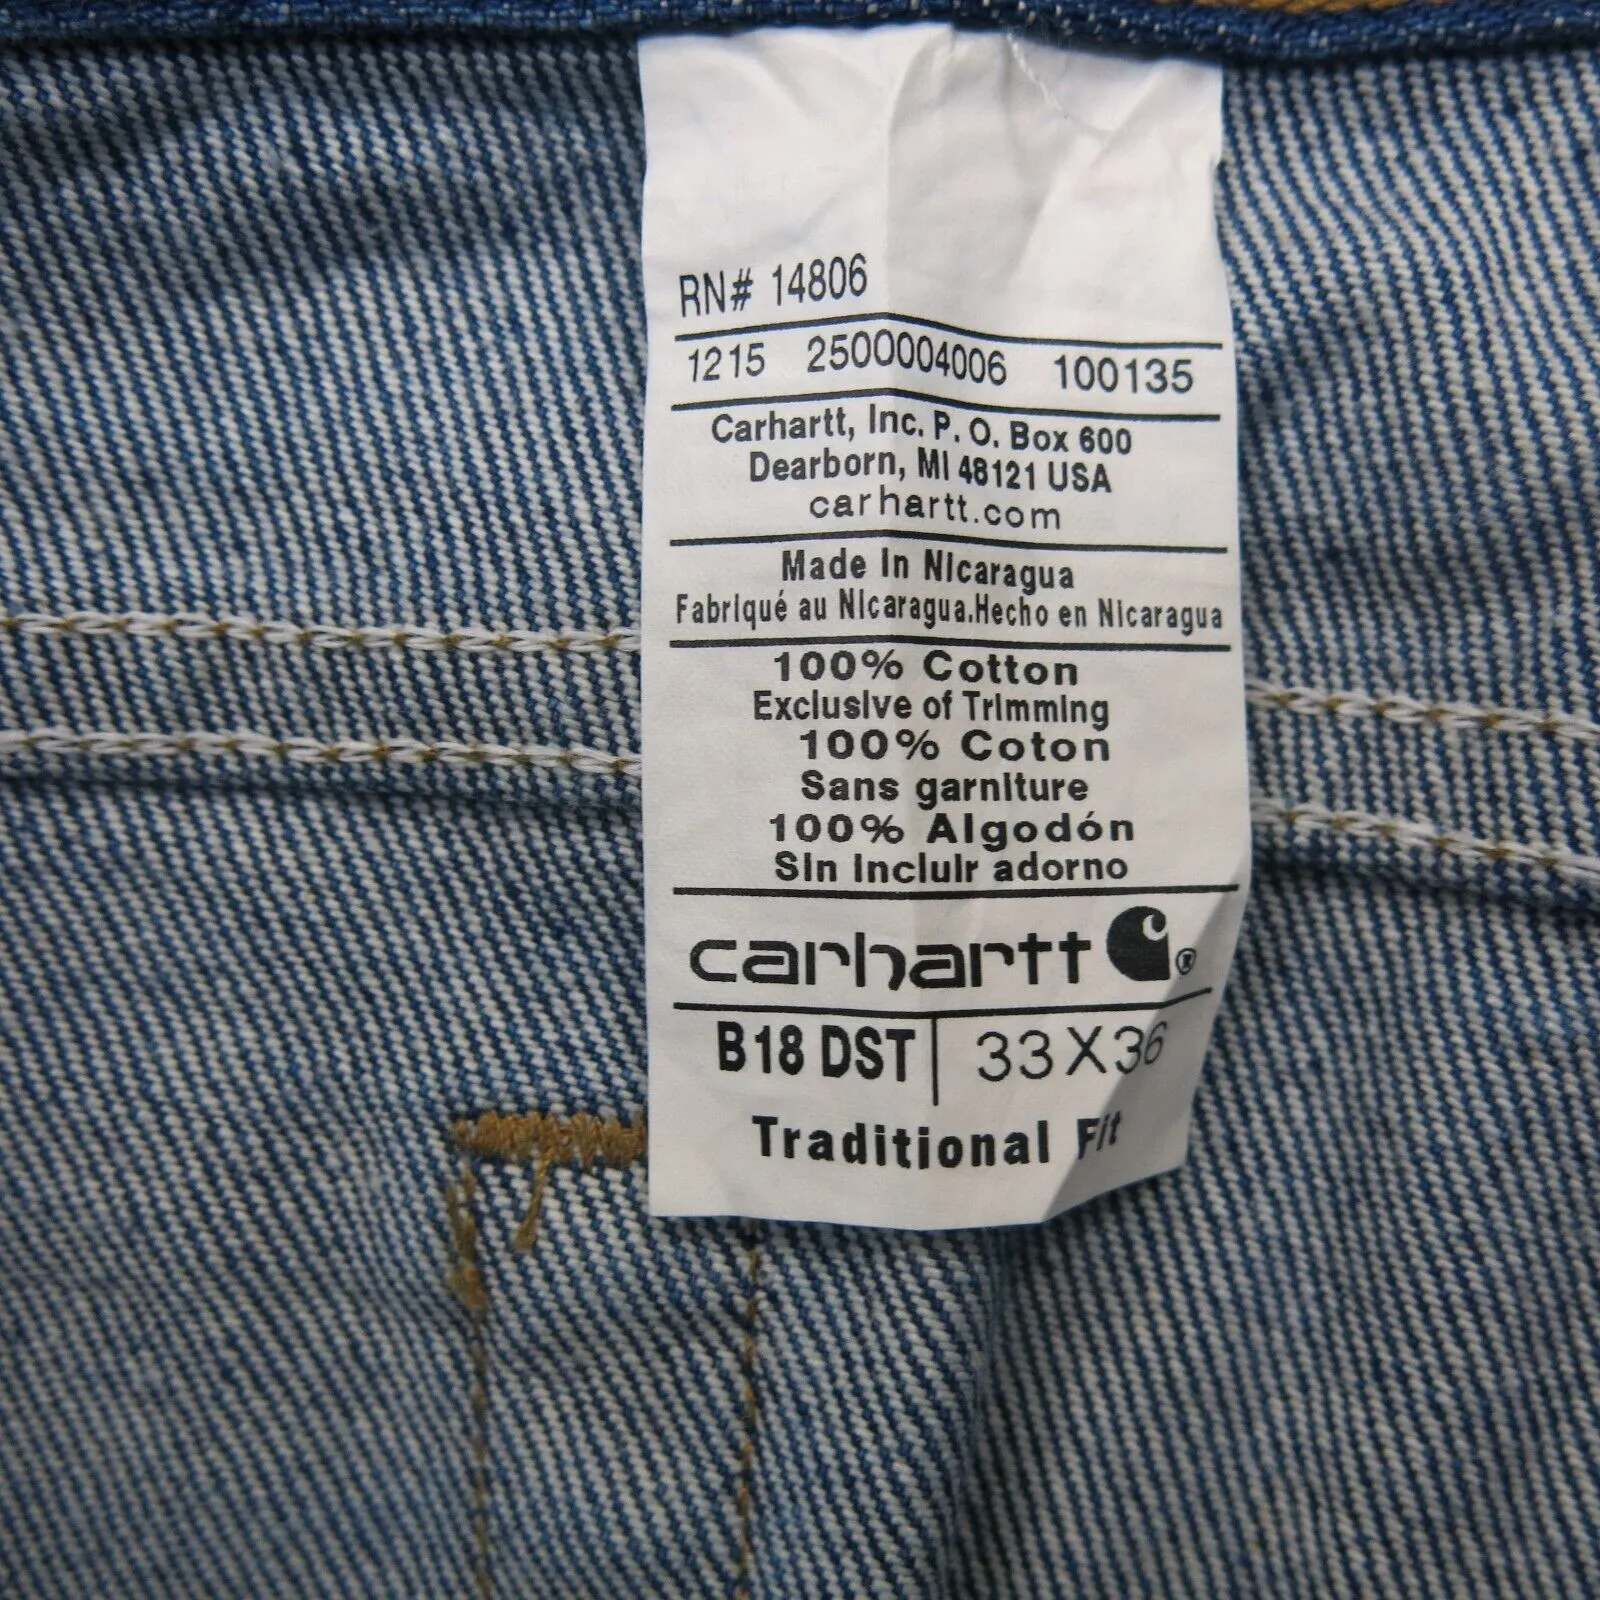 RN# 14806
1215 2500004006 100135
Carhartt, Inc. P.O. Box 600
Dearborn, MI 48121 USA
carhartt.com
Made In Nicaragua
Fabriqué au Nicaragua.Hecho en Nicaragua
100% Cotton
Exclusive of Trimming
100% Coton
Sans garniture
100% Algodón
Sin incluir adorno
carhartt ®
B18 DST 33X36
Traditional Fit